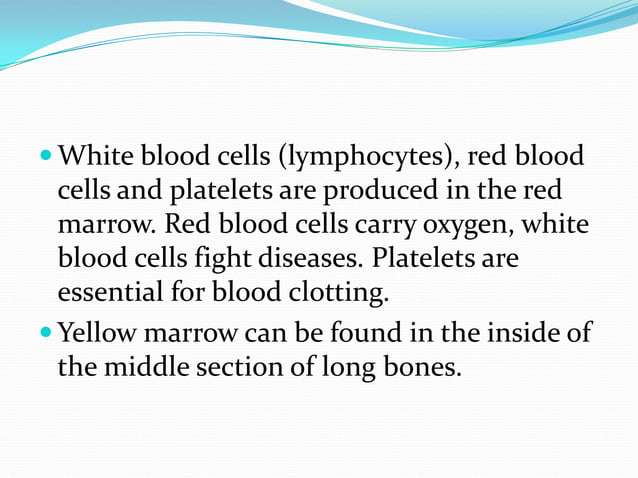 • White blood cells (lymphocytes), red blood
cells and platelets are produced in the red
marrow. Red blood cells carry oxygen, white
blood cells fight diseases. Platelets are
essential for blood clotting.
• Yellow marrow can be found in the inside of
the middle section of long bones.